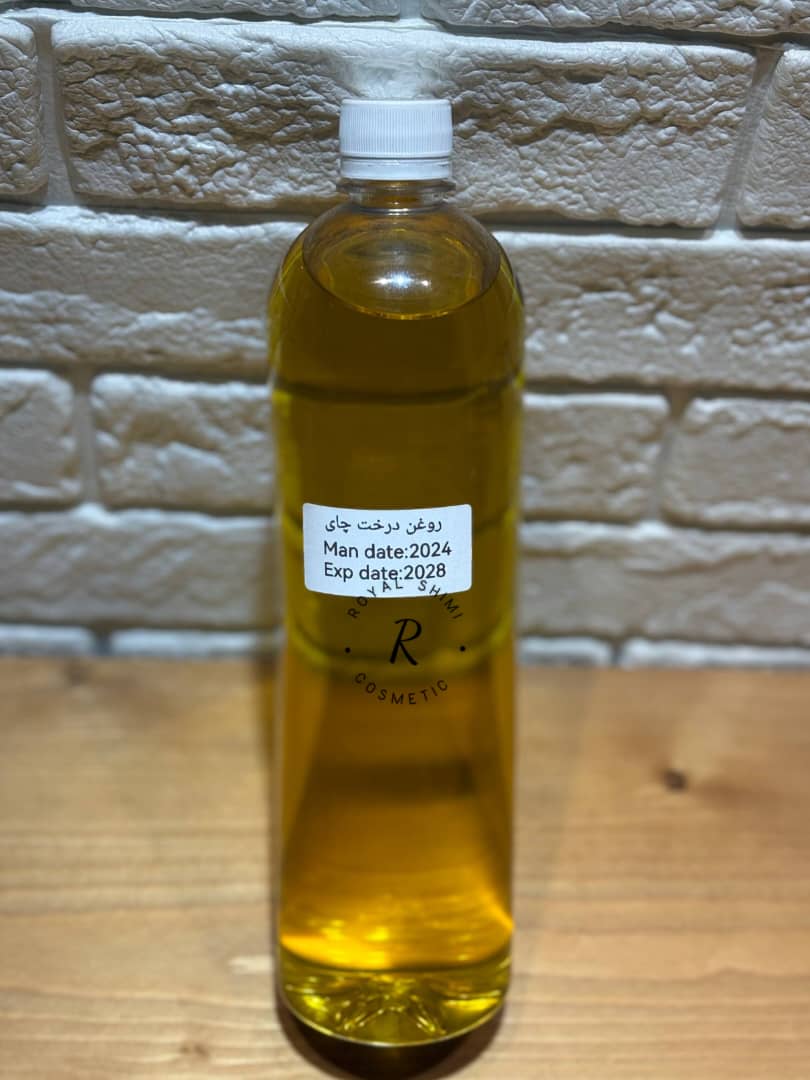 روغن درخت چای
Man date:2024
Exp date:2028
ROYAL SHIMI
R
COSMETIC